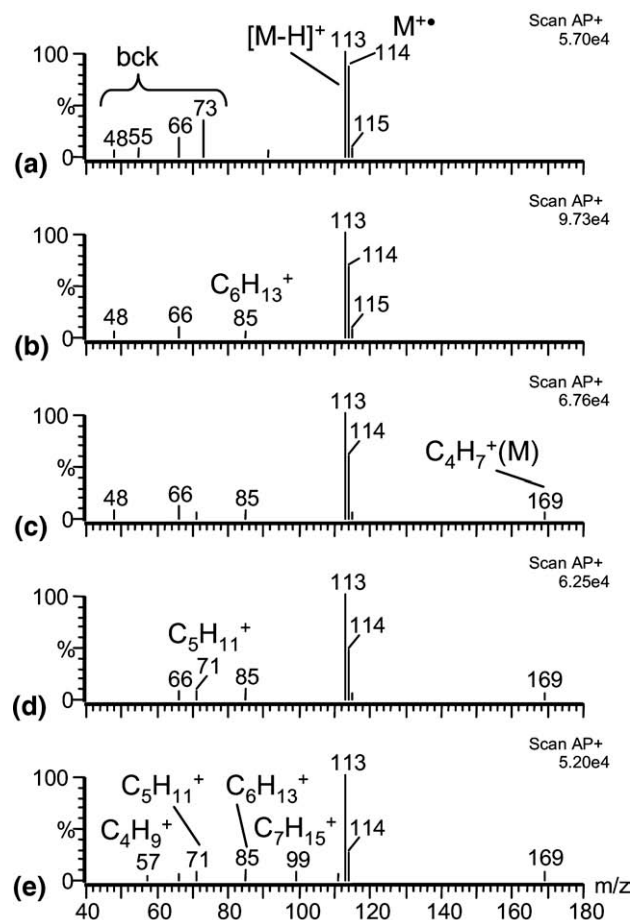 Scan AP+
5.70e4
[M-H]⁺
M⁺•
bck
113
114
100
%
0
48 55 66 73
115
(a)
Scan AP+
9.73e4
113
114
100
%
0
C₆H₁₃⁺
48 66 85
115
(b)
Scan AP+
6.76e4
113
114
100
%
0
C₄H₇⁺(M)
48 66 85 169
(c)
Scan AP+
6.25e4
113
114
100
%
0
C₅H₁₁⁺
66 71 85 169
(d)
Scan AP+
5.20e4
113
114
100
%
0
C₅H₁₁⁺ C₆H₁₃⁺
C₄H₉⁺ C₇H₁₅⁺
57 71 85 99 169
(e)
40 60 80 100 120 140 160 180
m/z